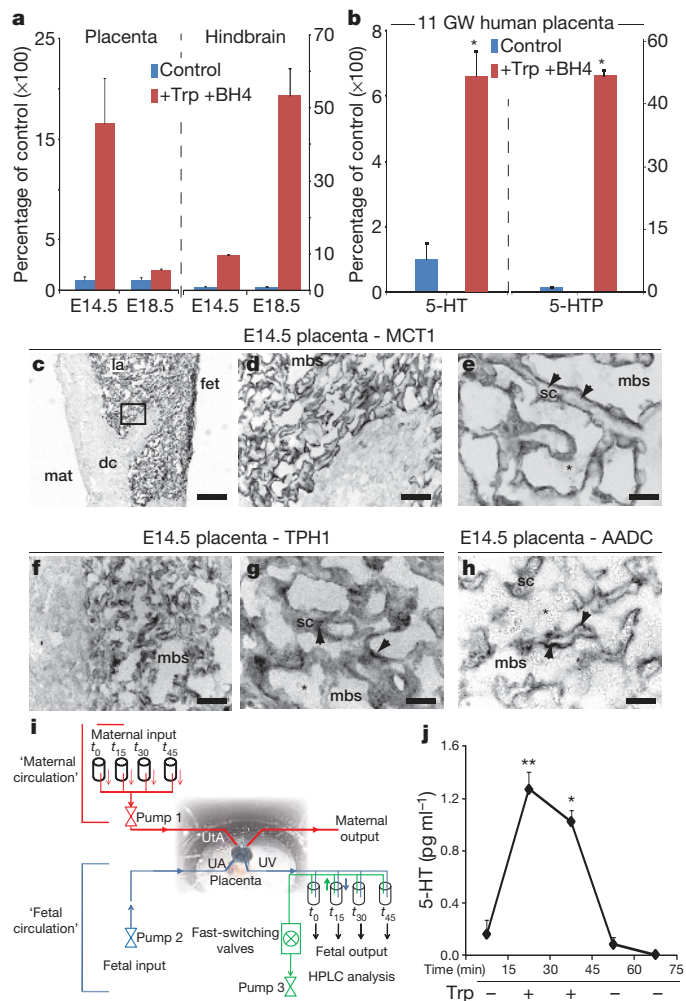 a
Placenta Hindbrain
Control
+Trp +BH4
Percentage of control (×100)
25
15
5
0
70
50
30
10
0
E14.5 E18.5 E14.5 E18.5
b
11 GW human placenta
Control
+Trp +BH4
Percentage of control (×100)
8
6
4
2
0
60
45
30
15
0
* *
5-HT 5-HTP
E14.5 placenta - MCT1
c la fet mat dc
d mbs
e mbs sc *
E14.5 placenta - TPH1
E14.5 placenta - AADC
f mbs
g sc * mbs
h sc * mbs
i
Maternal input
'Maternal circulation'
t0 t15 t30 t45
Pump 1
UtA
Maternal output
UA UV
Placenta
'Fetal circulation'
Pump 2
Fetal input
Fast-switching valves
Pump 3
t0 t15 t30 t45
Fetal output
HPLC analysis
j
5-HT (pg ml−1)
1.6
1.2
0.8
0.4
0.0
** *
Time (min) 15 30 45 60 75
Trp − + + − −